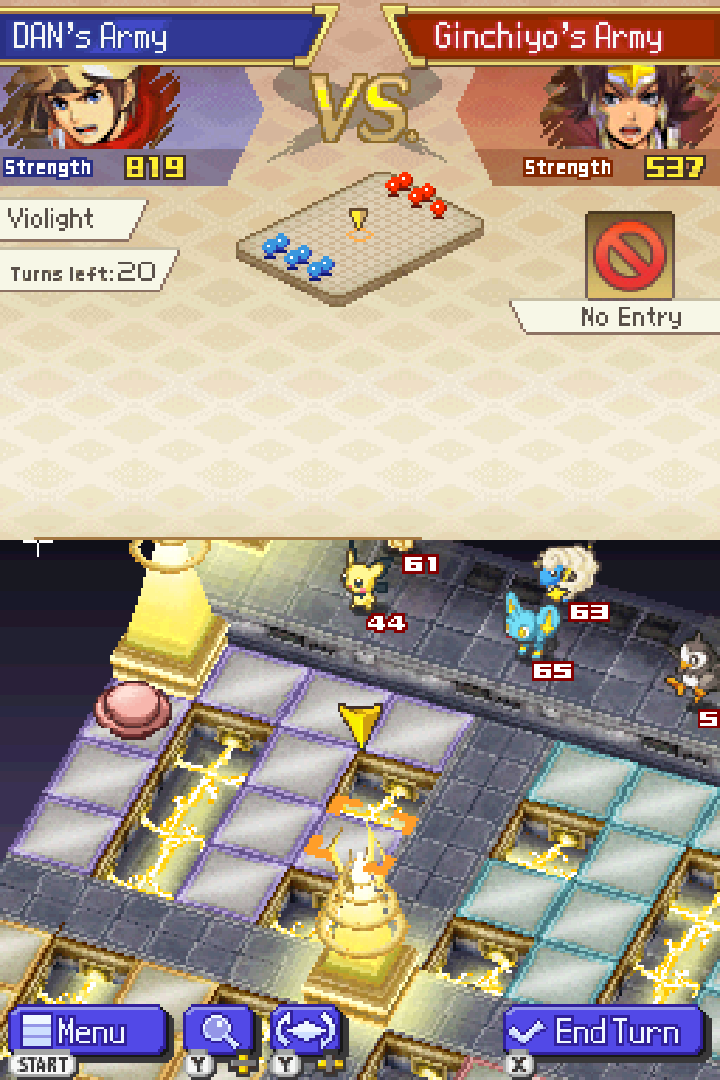 DAN's Army
Ginchiyo's Army
VS.
Strength 819
Strength 537
Violight
Turns left: 20
No Entry
61
44
63
65
5
Menu
End Turn
START
Y
Y
X